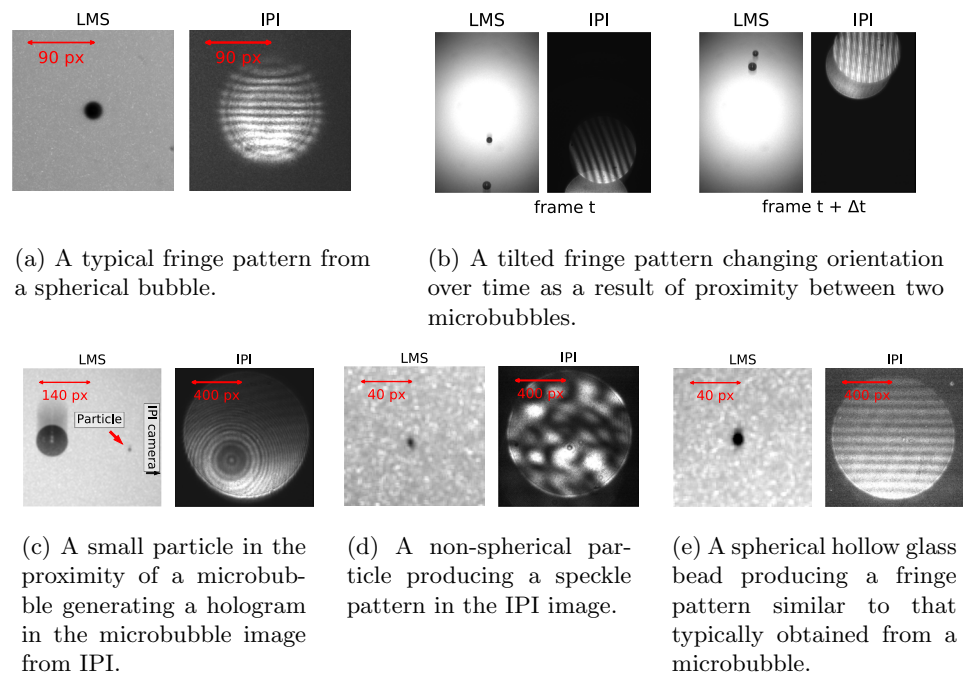 LMS IPI
90 px 90 px
LMS IPI LMS IPI
frame t frame t + Δt
(a) A typical fringe pattern from
a spherical bubble.
(b) A tilted fringe pattern changing orientation
over time as a result of proximity between two
microbubbles.
LMS IPI
140 px 400 px
Particle
IPI camera
LMS IPI
40 px 400 px
LMS IPI
40 px 400 px
(c) A small particle in the
proximity of a microbub-
ble generating a hologram
in the microbubble image
from IPI.
(d) A non-spherical par-
ticle producing a speckle
pattern in the IPI image.
(e) A spherical hollow glass
bead producing a fringe
pattern similar to that
typically obtained from a
microbubble.